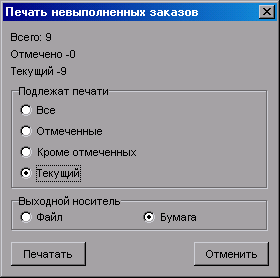 Печать невыполненных заказов
Всего: 9
Отмечено -0
Текущий -9
Подлежат печати
Все
Отмеченные
Кроме отмеченных
Текущий
Выходной носитель
Файл Бумага
Печатать Отменить